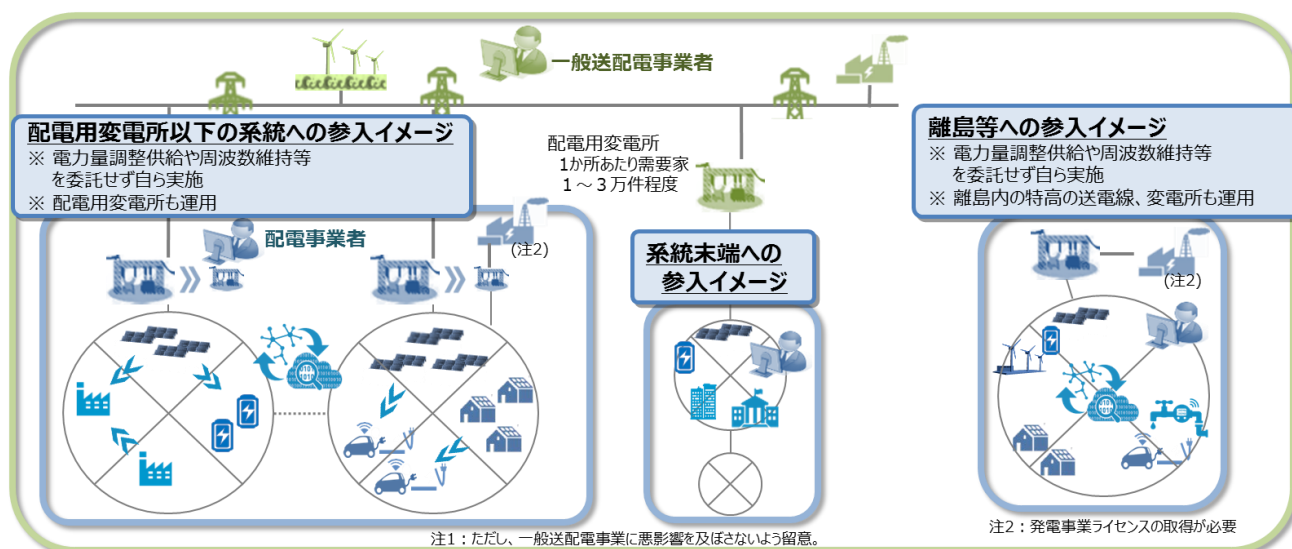 一般送配電事業者
配電用変電所以下の系統への参入イメージ
※ 電力量調整供給や周波数維持等
を委託せず自ら実施
※ 配電用変電所も運用
配電用変電所
1か所あたり需要家
1～3万件程度
離島等への参入イメージ
※ 電力量調整供給や周波数維持等
を委託せず自ら実施
※ 離島内の特高の送電線、変電所も運用
配電事業者
(注2)
系統末端への
参入イメージ
(注2)
注1：ただし、一般送配電事業に悪影響を及ぼさないよう留意。
注2：発電事業ライセンスの取得が必要